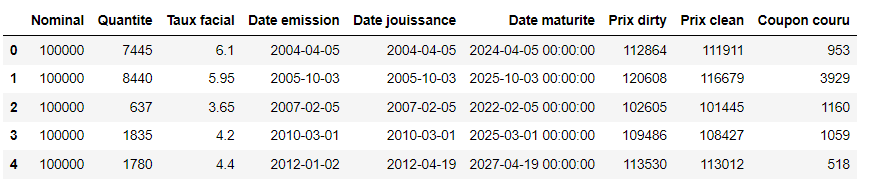 Nominal Quantite Taux facial Date emission Date jouissance Date maturite Prix dirty Prix clean Coupon couru
0 100000 7445 6.1 2004-04-05 2004-04-05 2024-04-05 00:00:00 112864 111911 953
1 100000 8440 5.95 2005-10-03 2005-10-03 2025-10-03 00:00:00 120608 116679 3929
2 100000 637 3.65 2007-02-05 2007-02-05 2022-02-05 00:00:00 102605 101445 1160
3 100000 1835 4.2 2010-03-01 2010-03-01 2025-03-01 00:00:00 109486 108427 1059
4 100000 1780 4.4 2012-01-02 2012-04-19 2027-04-19 00:00:00 113530 113012 518